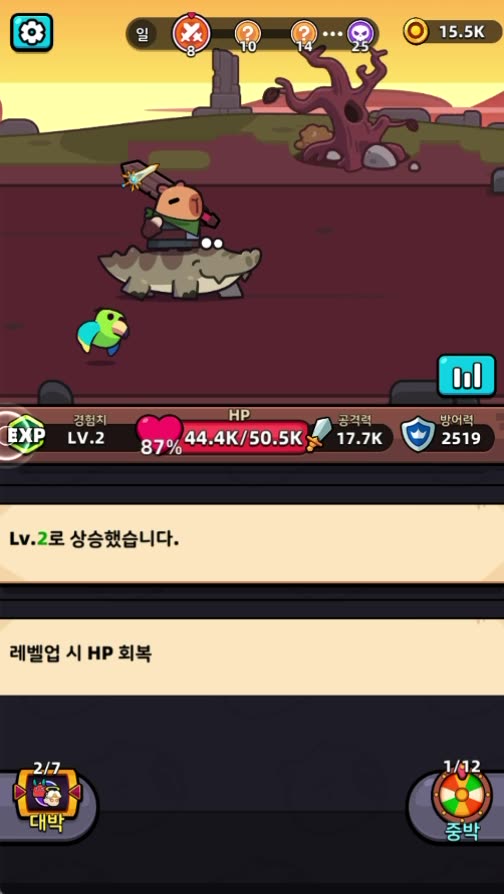 일
8
10
14
25
15.5K
EXP
경험치
LV.2
87%
HP
44.4K/50.5K
공격력
17.7K
방어력
2519
Lv.2로 상승했습니다.
레벨업 시 HP 회복
2/7
대박
1/12
중박